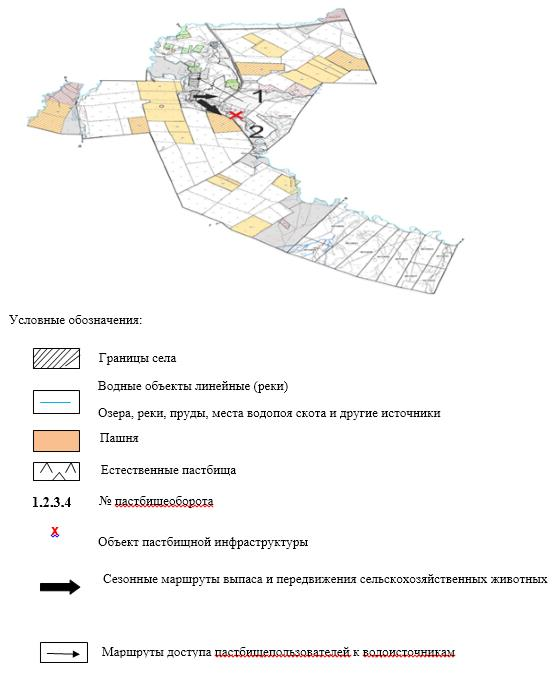 1
2
Условные обозначения:
Границы села
Водные объекты линейные (реки)
Озера, реки, пруды, места водопоя скота и другие источники
Пашня
Естественные пастбища
1.2.3.4 № пастбищеоборота
Х Объект пастбищной инфраструктуры
Сезонные маршруты выпаса и передвижения сельскохозяйственных животных
Маршруты доступа пастбищепользователей к водоисточникам